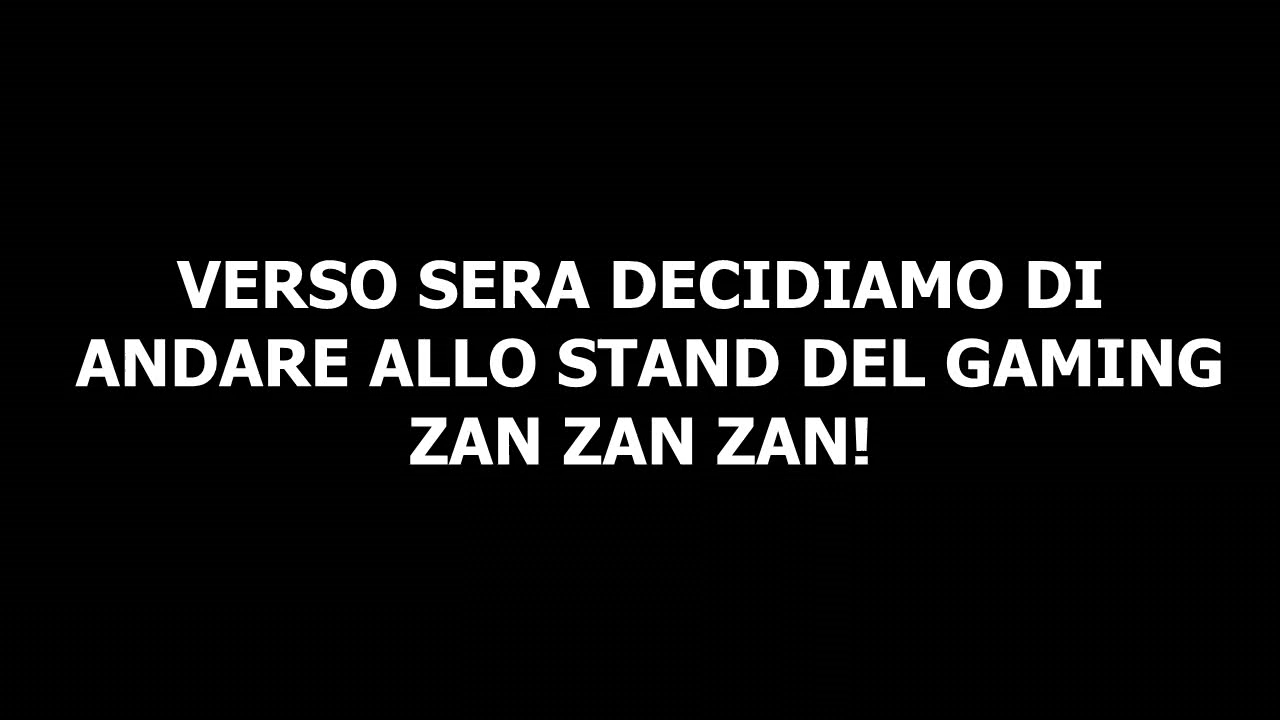 VERSO SERA DECIDIAMO DI
ANDARE ALLO STAND DEL GAMING
ZAN ZAN ZAN!